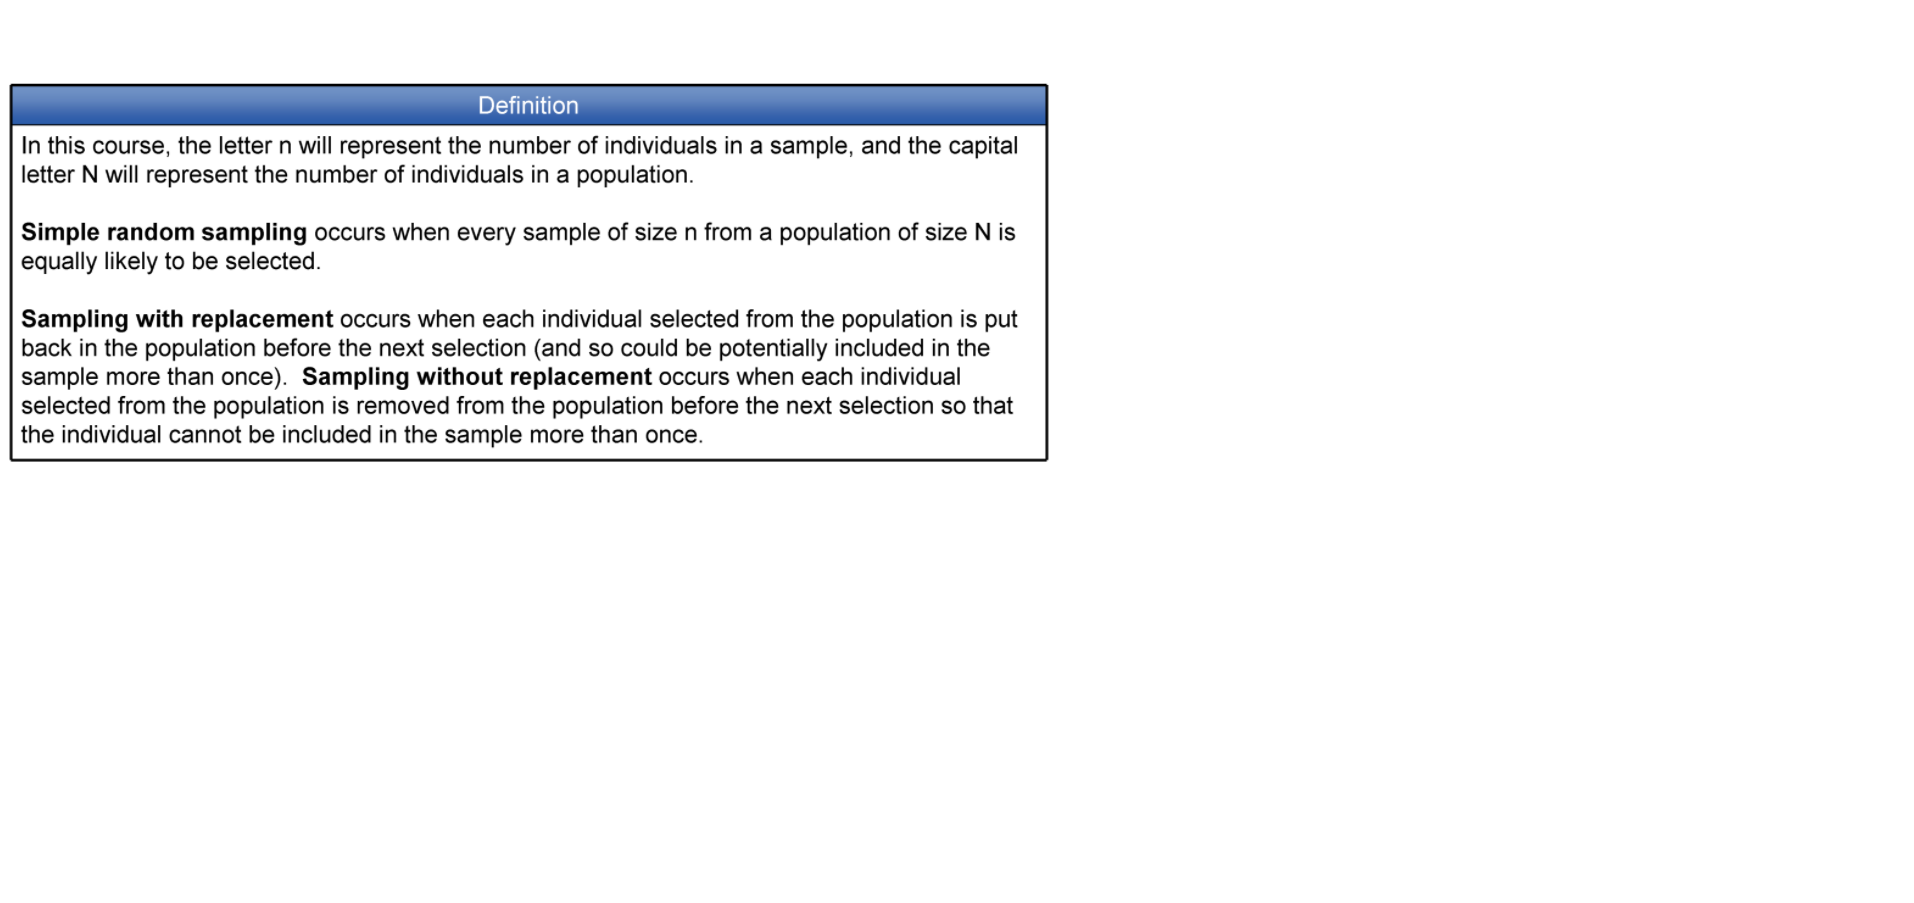 Definition
In this course, the letter n will represent the number of individuals in a sample, and the capital
letter N will represent the number of individuals in a population.
Simple random sampling occurs when every sample of size n from a population of size N is
equally likely to be selected.
Sampling with replacement occurs when each individual selected from the population is put
back in the population before the next selection (and so could be potentially included in the
sample more than once).  Sampling without replacement occurs when each individual
selected from the population is removed from the population before the next selection so that
the individual cannot be included in the sample more than once.